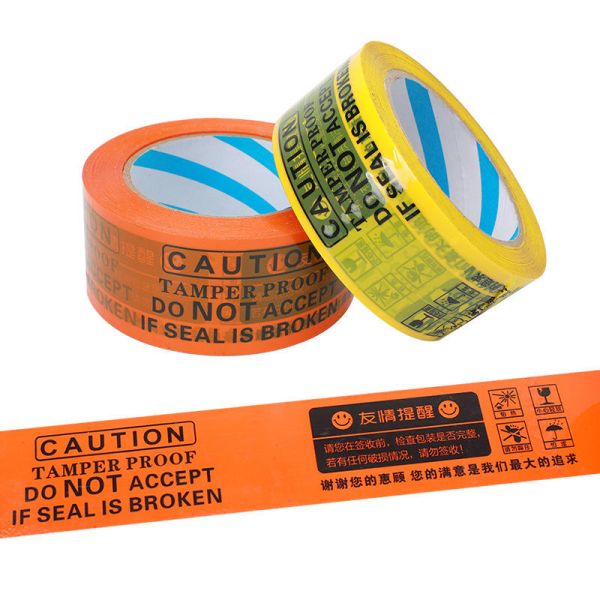 CAUTION
TAMPER PROOF
DO NOT ACCEPT
IF SEAL IS BROKEN
CAUTION
TAMPER PROOF
DO NOT ACCEPT
IF SEAL IS BROKEN
CAUTION
TAMPER PROOF
DO NOT ACCEPT
IF SEAL IS BROKEN
友情提醒
请您在签收前，检查包装是否完整，
若有任何破损情况，请勿签收！
谢谢您的惠顾 您的满意是我们最大的追求